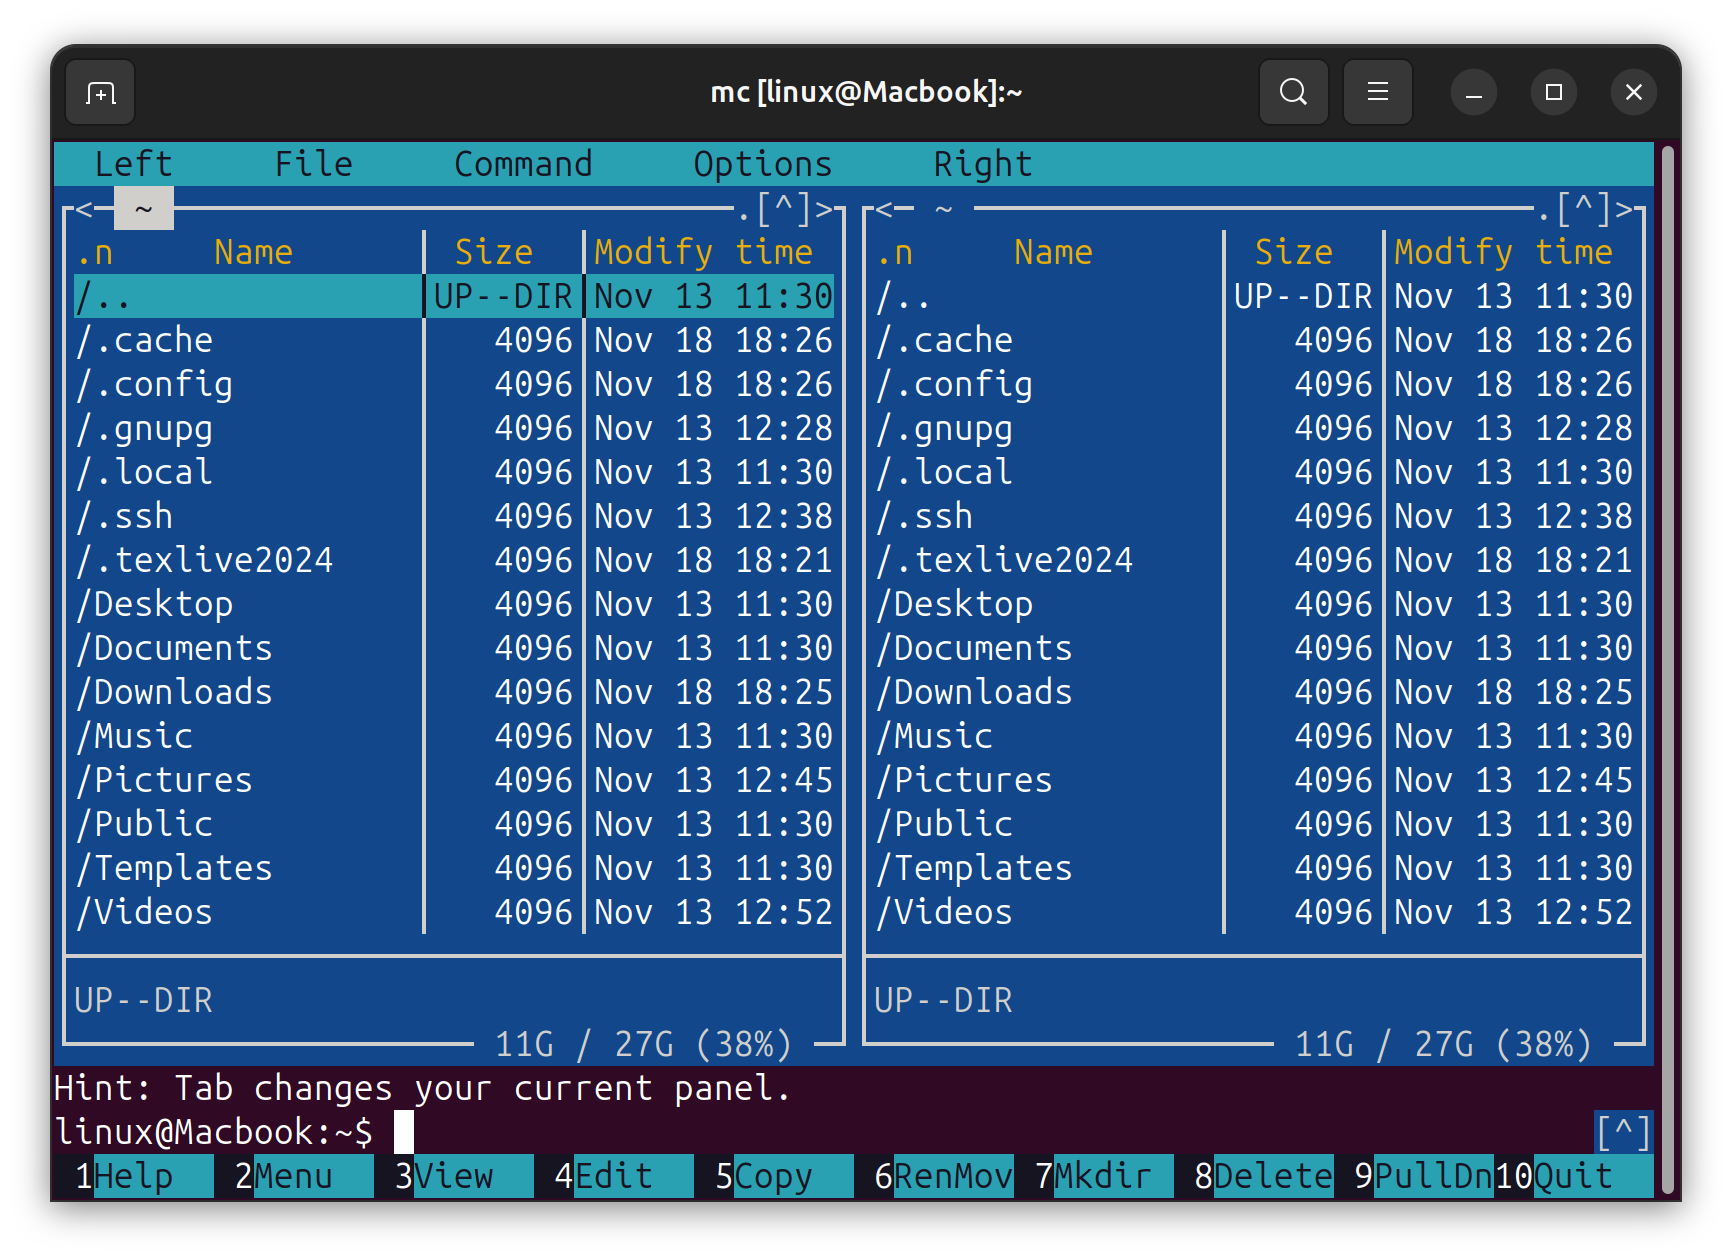 mc [linux@Macbook]:~
Left File Command Options Right
<- ~ .[^]> <- ~ .[^]>
.n Name Size Modify time .n Name Size Modify time
/.. UP--DIR Nov 13 11:30 /.. UP--DIR Nov 13 11:30
/.cache 4096 Nov 18 18:26 /.cache 4096 Nov 18 18:26
/.config 4096 Nov 18 18:26 /.config 4096 Nov 18 18:26
/.gnupg 4096 Nov 13 12:28 /.gnupg 4096 Nov 13 12:28
/.local 4096 Nov 13 11:30 /.local 4096 Nov 13 11:30
/.ssh 4096 Nov 13 12:38 /.ssh 4096 Nov 13 12:38
/.texlive2024 4096 Nov 18 18:21 /.texlive2024 4096 Nov 18 18:21
/Desktop 4096 Nov 13 11:30 /Desktop 4096 Nov 13 11:30
/Documents 4096 Nov 13 11:30 /Documents 4096 Nov 13 11:30
/Downloads 4096 Nov 18 18:25 /Downloads 4096 Nov 18 18:25
/Music 4096 Nov 13 11:30 /Music 4096 Nov 13 11:30
/Pictures 4096 Nov 13 12:45 /Pictures 4096 Nov 13 12:45
/Public 4096 Nov 13 11:30 /Public 4096 Nov 13 11:30
/Templates 4096 Nov 13 11:30 /Templates 4096 Nov 13 11:30
/Videos 4096 Nov 13 12:52 /Videos 4096 Nov 13 12:52
UP--DIR UP--DIR
11G / 27G (38%) 11G / 27G (38%)
Hint: Tab changes your current panel.
linux@Macbook:~$ [^]
1Help 2Menu 3View 4Edit 5Copy 6RenMov 7Mkdir 8Delete 9PullDn 10Quit